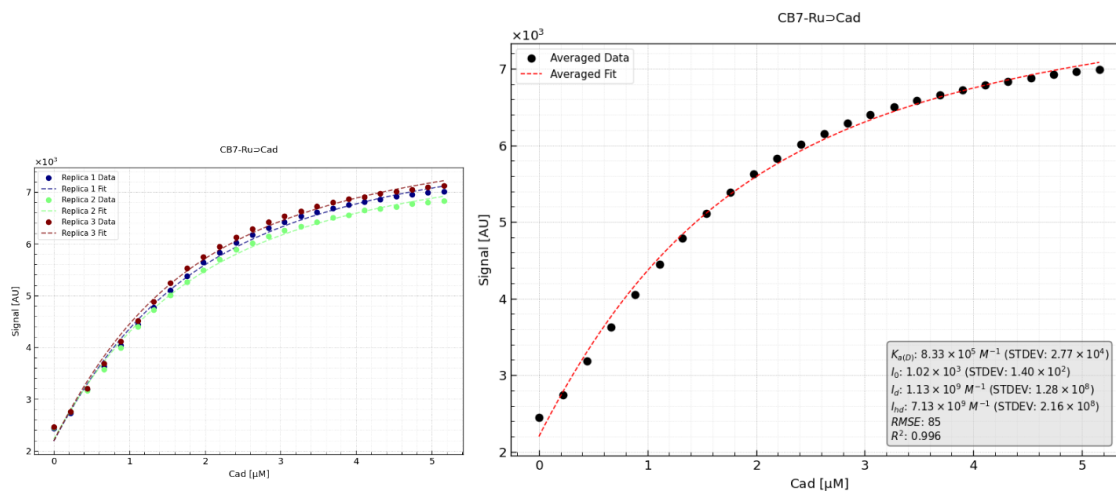 CB7-Ru⊃Cad
×10³
Replica 1 Data
Replica 1 Fit
Replica 2 Data
Replica 2 Fit
Replica 3 Data
Replica 3 Fit
7
6
5
4
3
2
Signal [AU]
0 1 2 3 4 5
Cad [μM]
CB7-Ru⊃Cad
×10³
Averaged Data
Averaged Fit
7
6
5
4
3
2
Signal [AU]
K_a(D): 8.33 × 10⁵ M⁻¹ (STDEV: 2.77 × 10⁴)
I₀: 1.02 × 10³ (STDEV: 1.40 × 10²)
I_d: 1.13 × 10⁹ M⁻¹ (STDEV: 1.28 × 10⁸)
I_hd: 7.13 × 10⁹ M⁻¹ (STDEV: 2.16 × 10⁸)
RMSE: 85
R²: 0.996
0 1 2 3 4 5
Cad [μM]